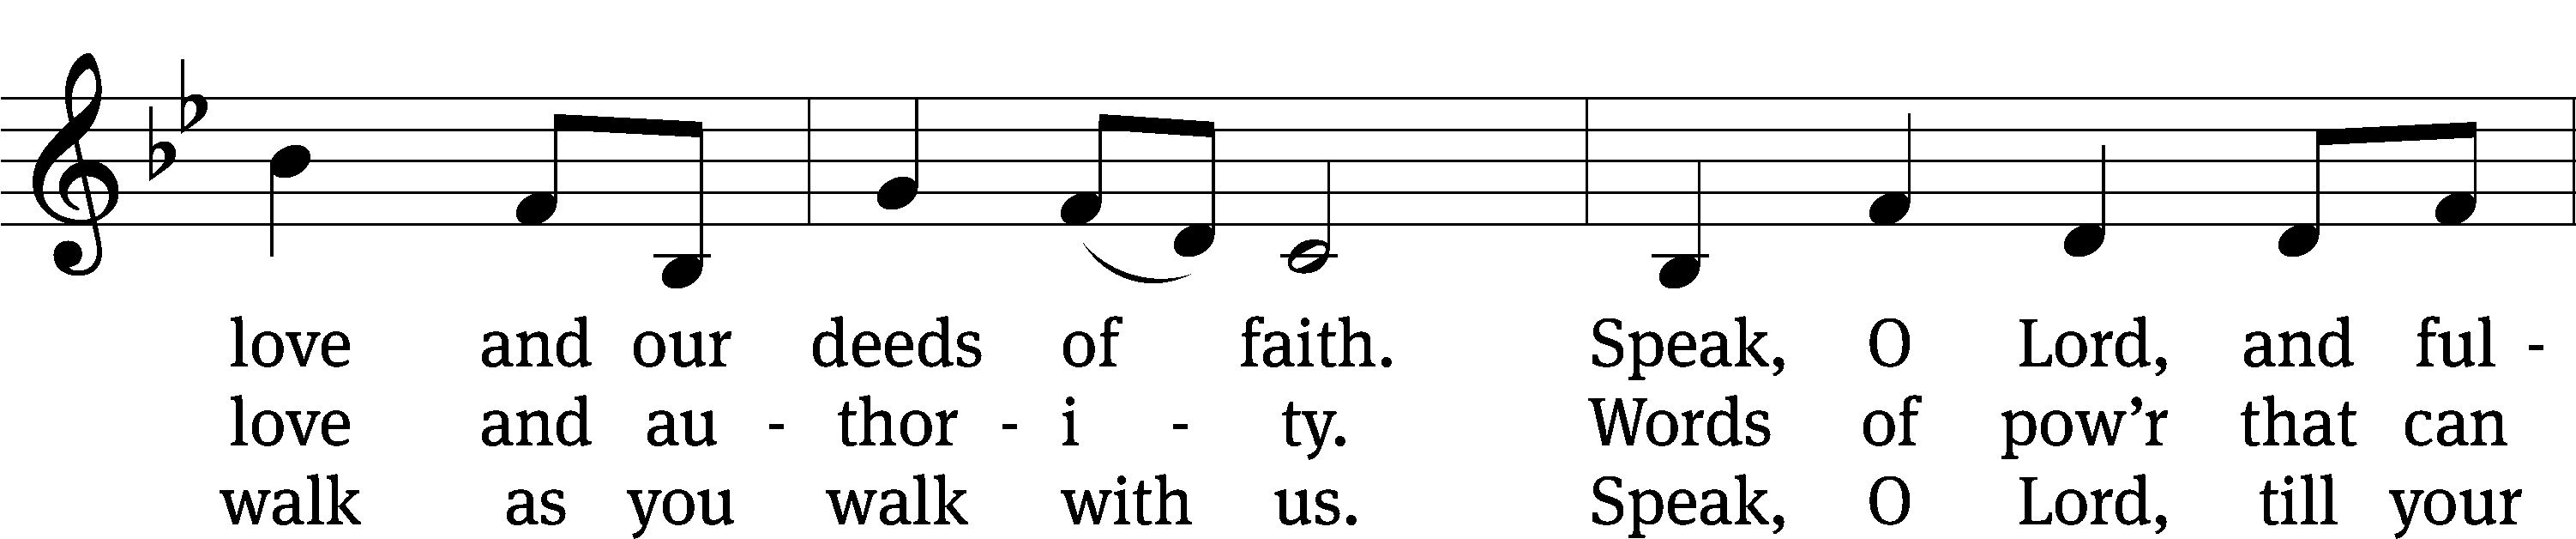 love and our deeds of faith. Speak, O Lord, and ful -
love and au - thor - i - ty. Words of pow’r that can
walk as you walk with us. Speak, O Lord, till your